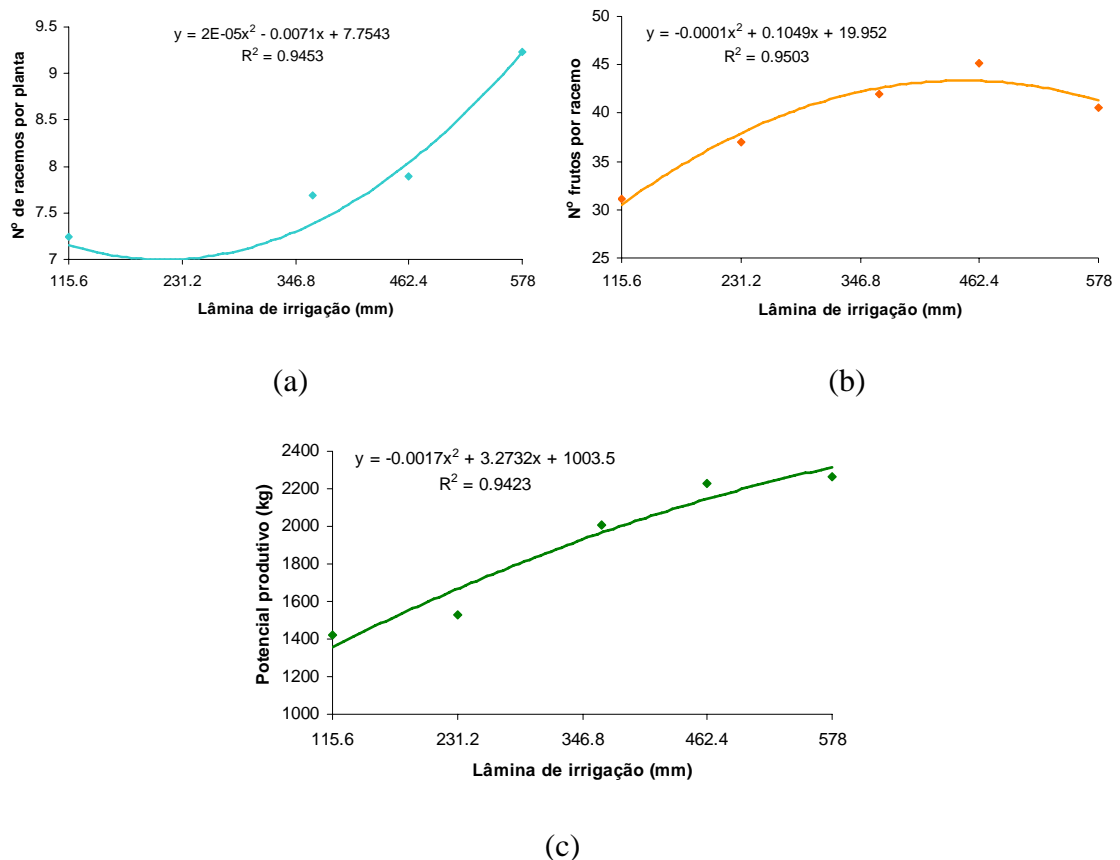 y = 2E-05x² - 0.0071x + 7.7543
R² = 0.9453
Nº de racemos por planta
9.5
9
8.5
8
7.5
7
115.6 231.2 346.8 462.4 578
Lâmina de irrigação (mm)
(a)
y = -0.0001x² + 0.1049x + 19.952
R² = 0.9503
Nº frutos por racemo
50
45
40
35
30
25
115.6 231.2 346.8 462.4 578
Lâmina de irrigação (mm)
(b)
y = -0.0017x² + 3.2732x + 1003.5
R² = 0.9423
Potencial produtivo (kg)
2400
2200
2000
1800
1600
1400
1200
1000
115.6 231.2 346.8 462.4 578
Lâmina de irrigação (mm)
(c)